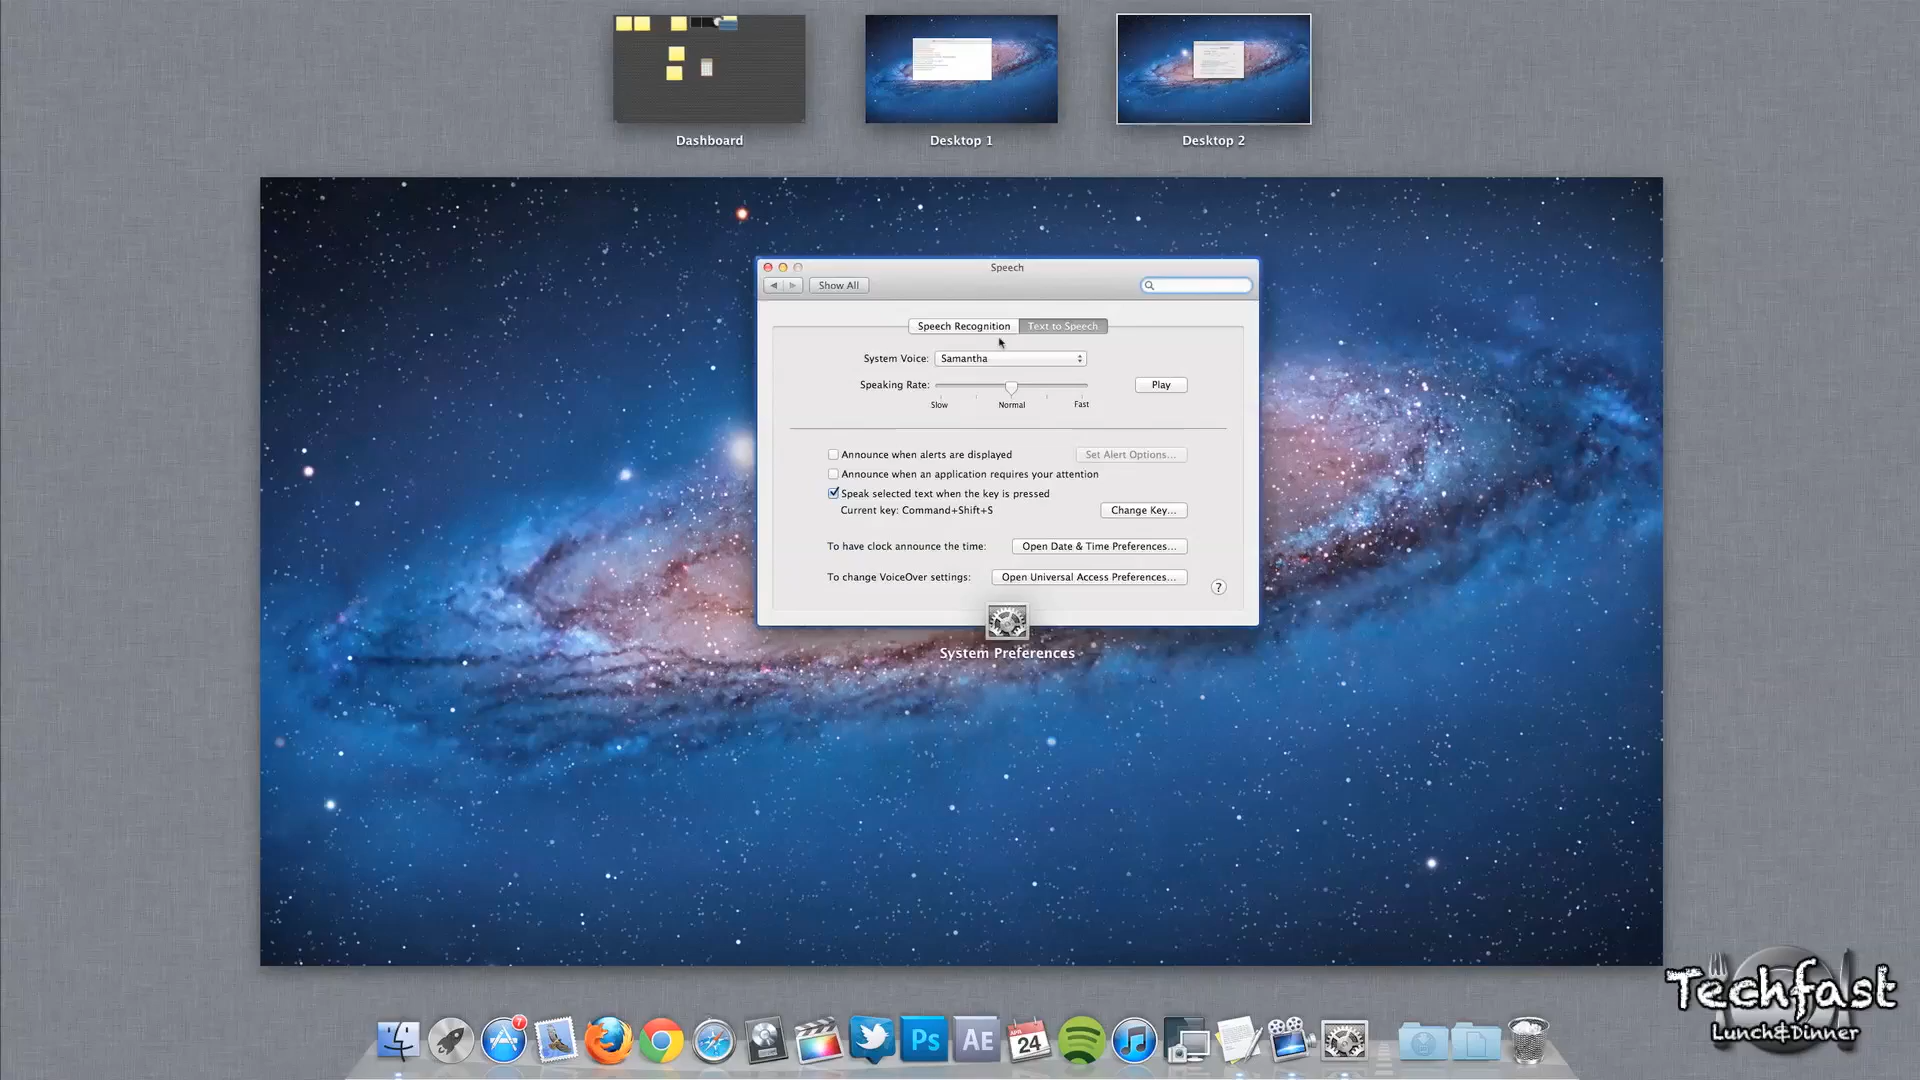 Dashboard
Desktop 1
Desktop 2
Speech
Show All
Speech Recognition
Text to Speech
System Voice: Samantha
Speaking Rate:
Play
Slow
Normal
Fast
Announce when alerts are displayed
Set Alert Options...
Announce when an application requires your attention
Speak selected text when the key is pressed
Current key: Command+Shift+S
Change Key...
To have clock announce the time:
Open Date & Time Preferences...
To change VoiceOver settings:
Open Universal Access Preferences...
?
System Preferences
Techfast
Lunch&Dinner
7
Ps
AE
APR
24